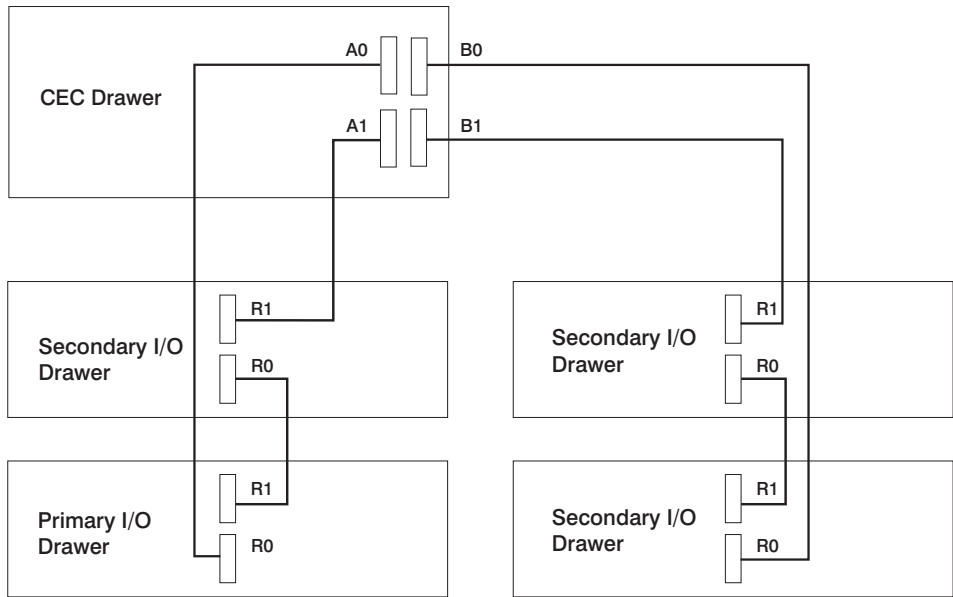 A0
B0
CEC Drawer
A1
B1
R1
Secondary I/O
Drawer
R0
R1
Secondary I/O
Drawer
R0
R1
Primary I/O
Drawer
R0
R1
Secondary I/O
Drawer
R0